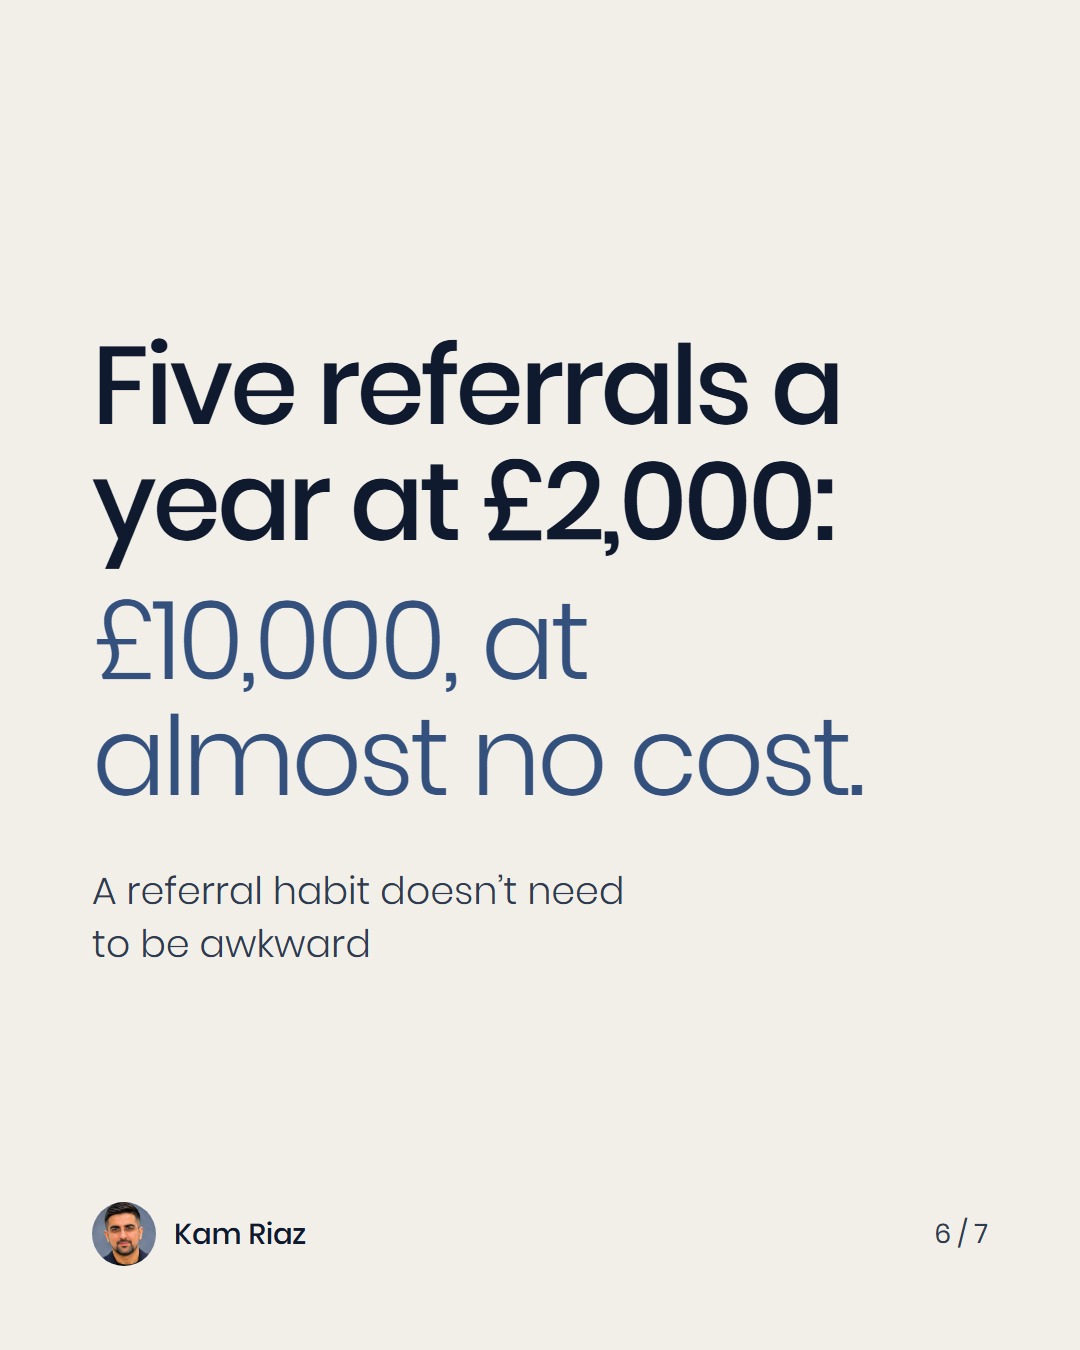 Five referrals a
year at £2,000:
£10,000, at
almost no cost.
A referral habit doesn’t need
to be awkward
Kam Riaz
6 / 7